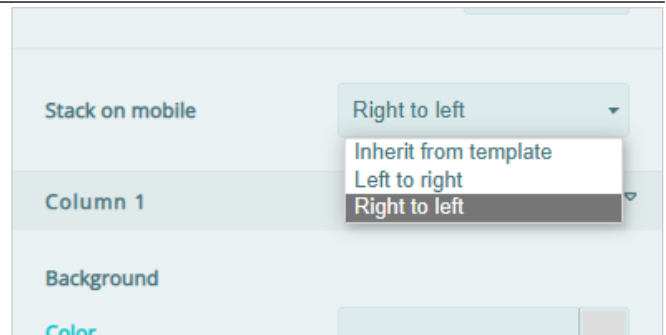 Stack on mobile
Right to left
Inherit from template
Left to right
Right to left
Column 1
Background
Color